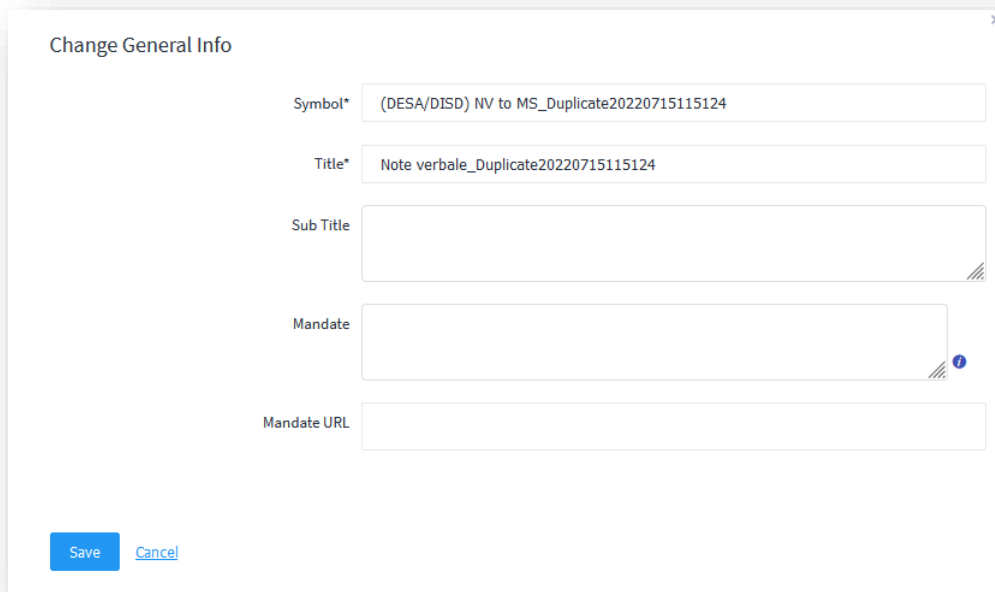 Change General Info
Symbol* (DESA/DISD) NV to MS_Duplicate20220715115124
Title* Note verbale_Duplicate20220715115124
Sub Title
Mandate
i
Mandate URL
Save Cancel